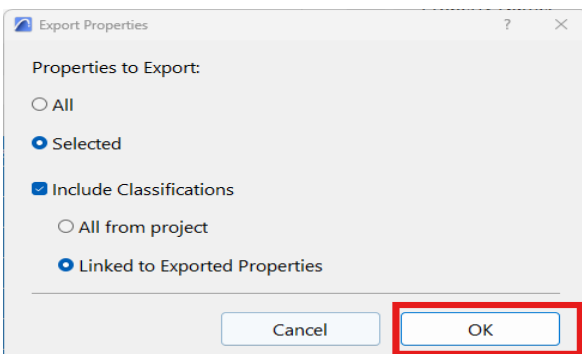 Export Properties ?
Properties to Export:
All
Selected
Include Classifications
All from project
Linked to Exported Properties
Cancel OK